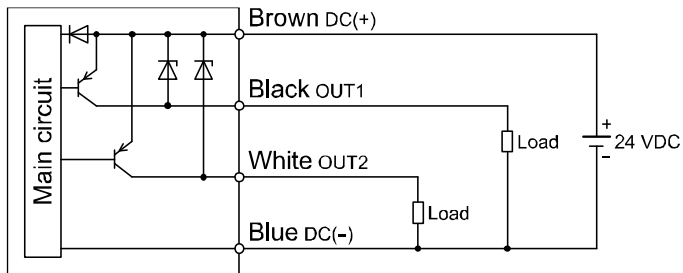 Brown DC(+)
Main circuit
Black OUT1
Load
+
24 VDC
-
White OUT2
Load
Blue DC(-)